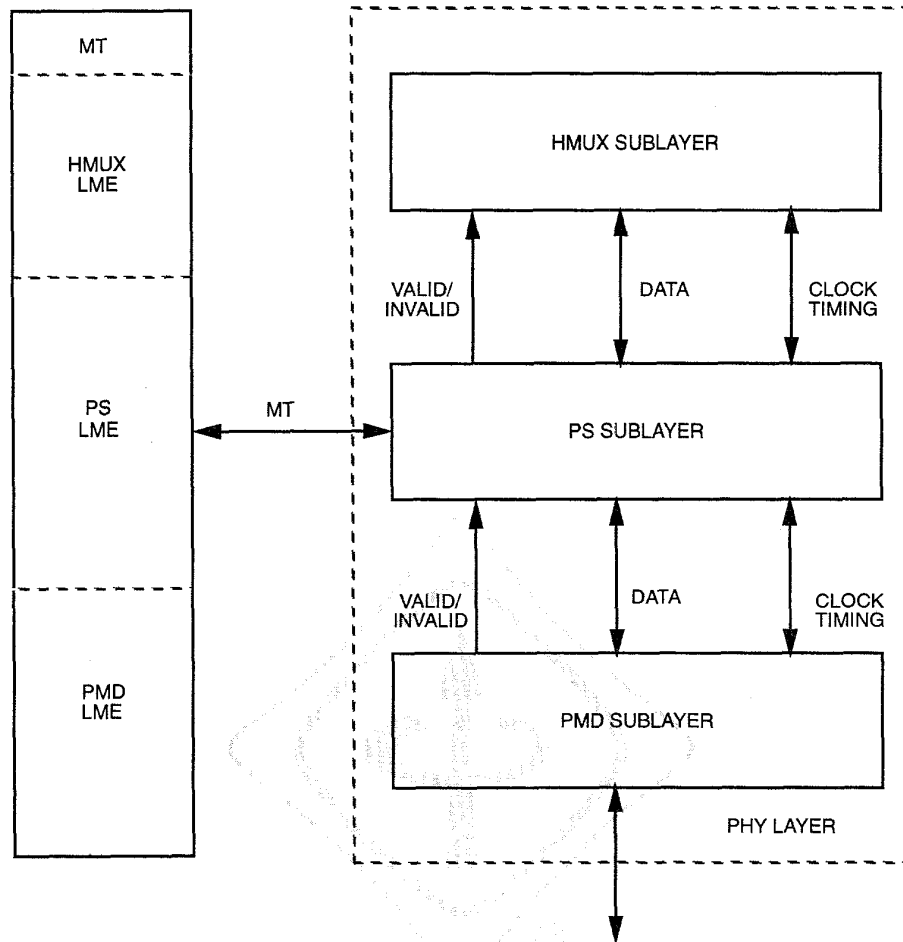 MT
HMUX
LME
PS
LME
PMD
LME
MT
HMUX SUBLAYER
VALID/
INVALID
DATA
CLOCK
TIMING
PS SUBLAYER
VALID/
INVALID
DATA
CLOCK
TIMING
PMD SUBLAYER
PHY LAYER